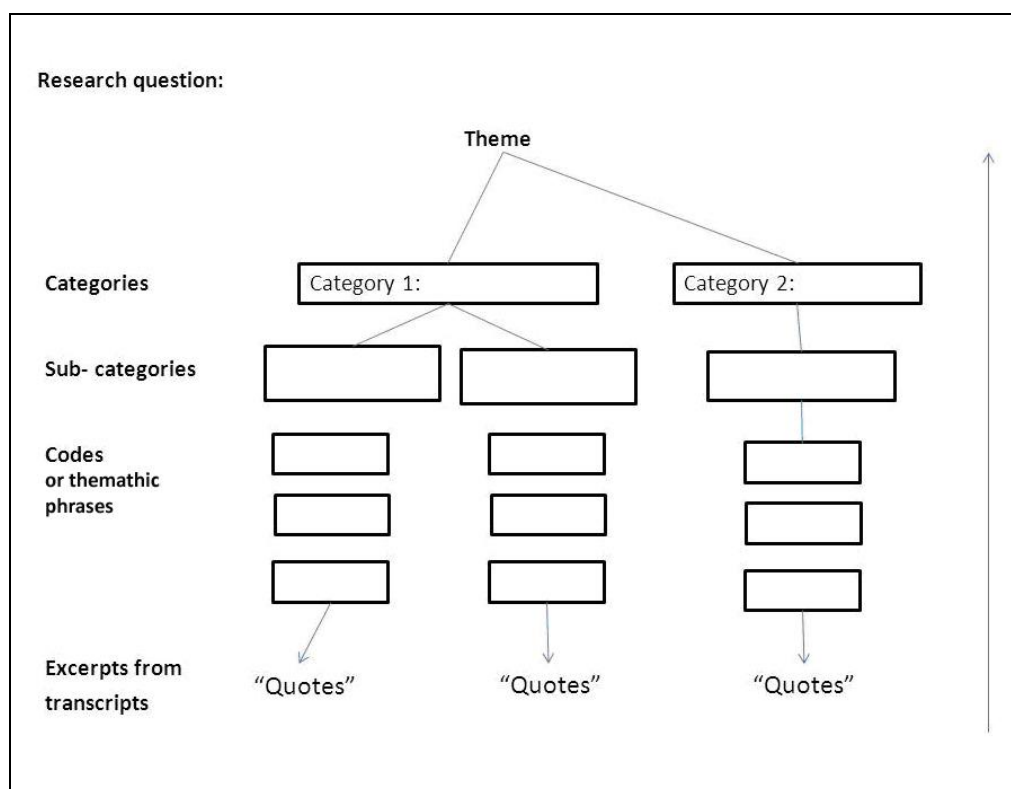 Research question:
Theme
Categories
Category 1:
Category 2:
Sub- categories
Codes
or themathic
phrases
Excerpts from
transcripts
“Quotes”
“Quotes”
“Quotes”